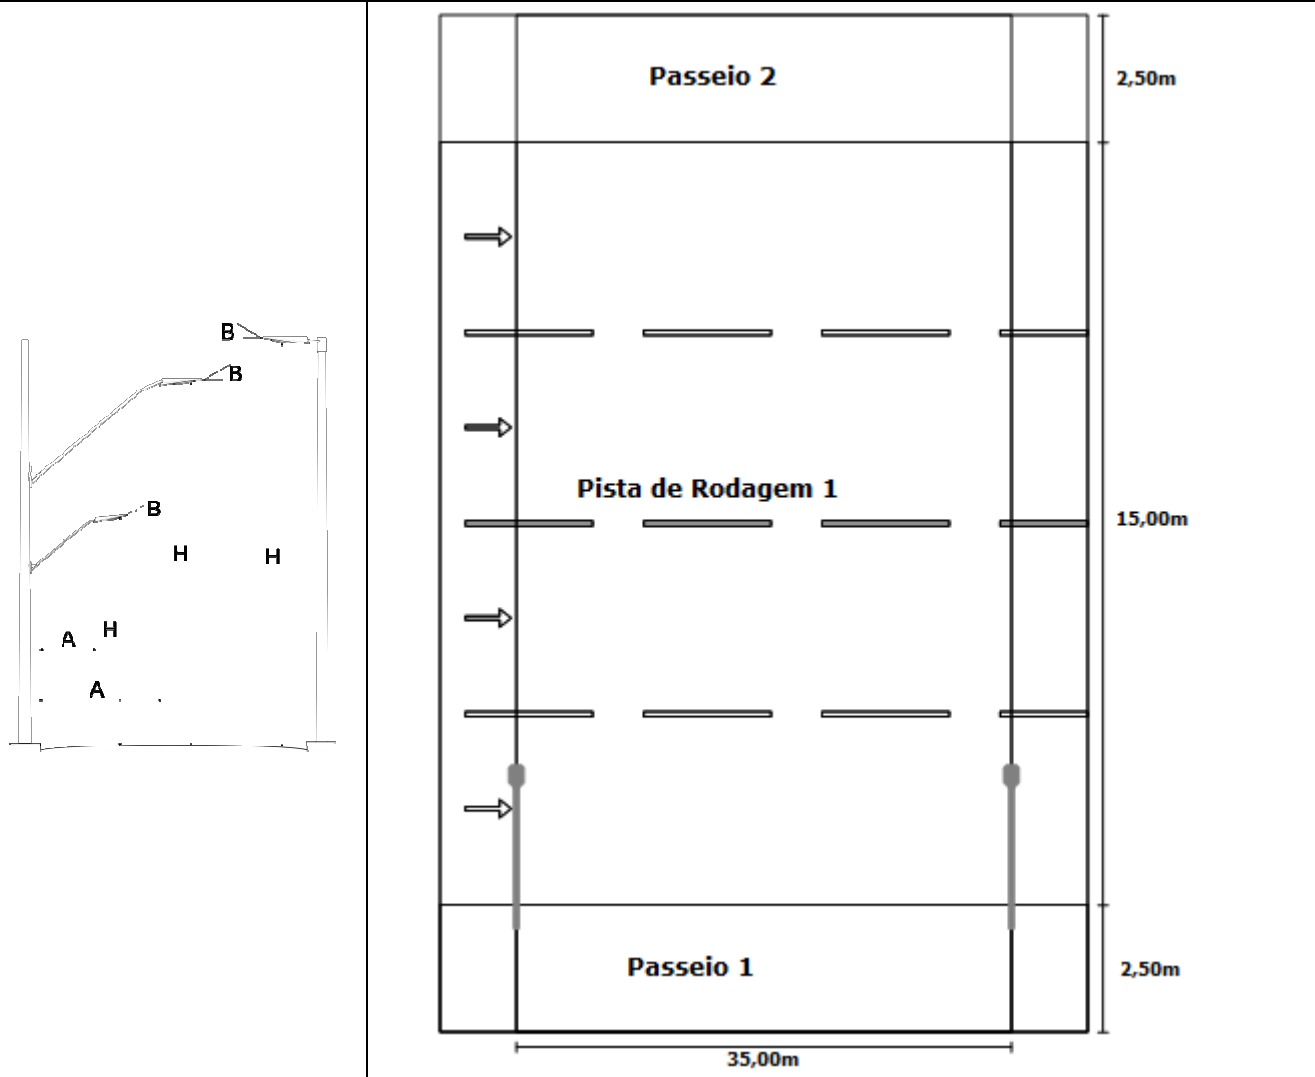 B
B
B
H
H
H
A
A
Passeio 2
2,50m
Pista de Rodagem 1
15,00m
Passeio 1
2,50m
35,00m